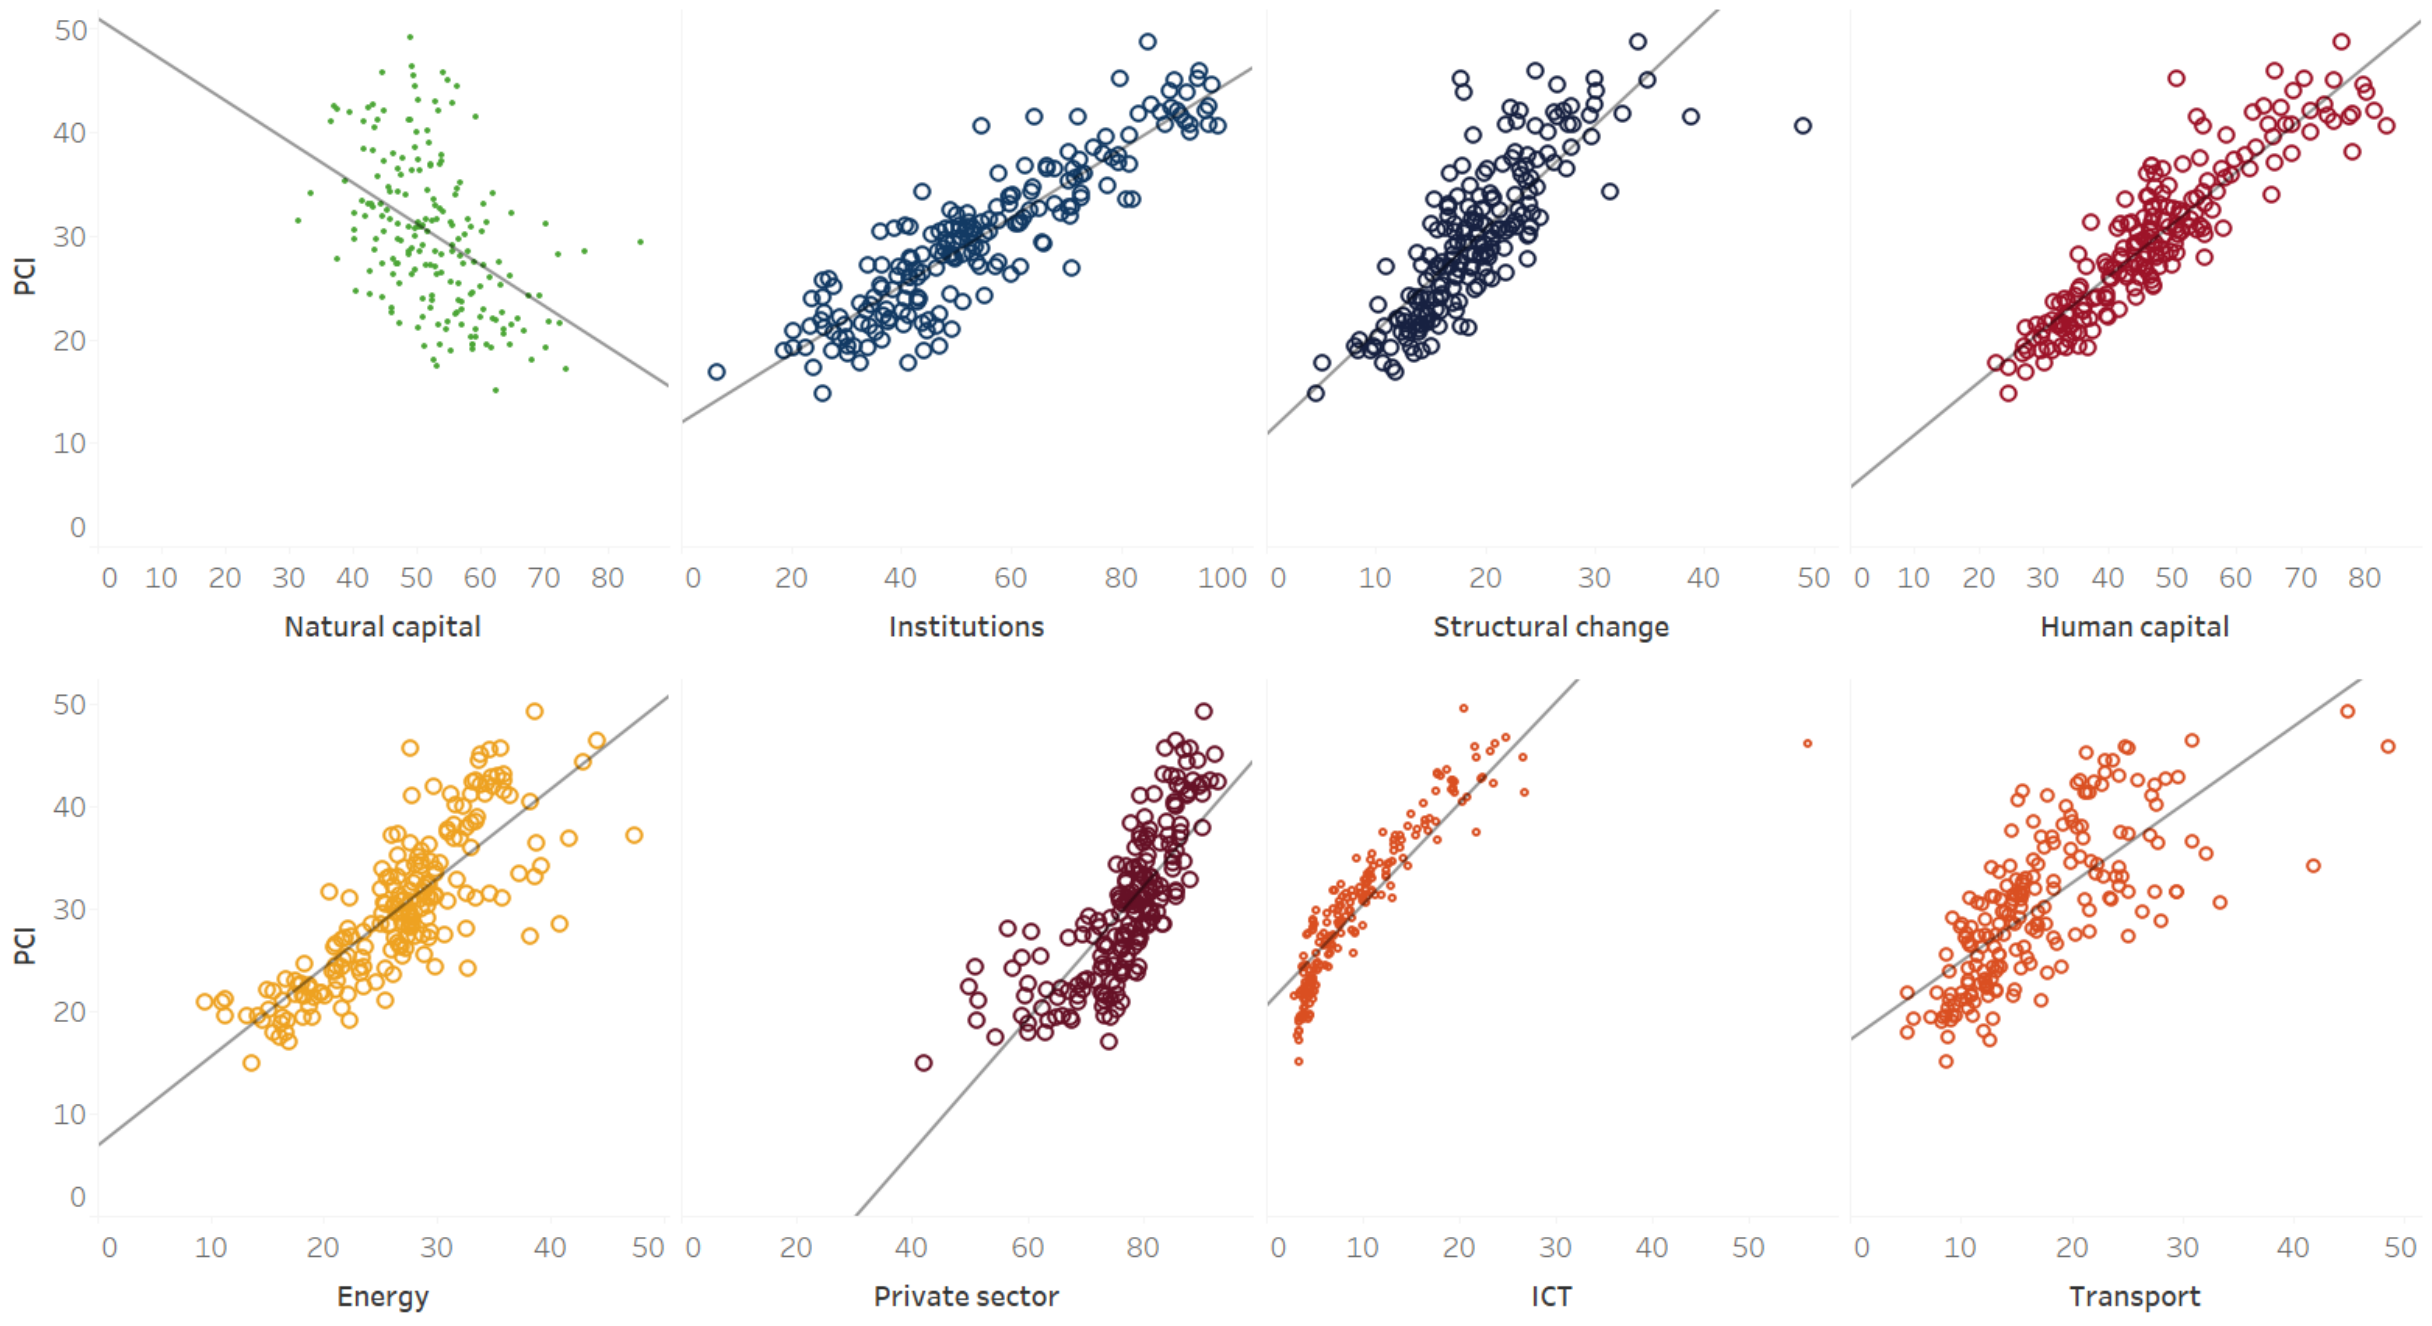 PCI
50
40
30
20
10
0
0 10 20 30 40 50 60 70 80
0 20 40 60 80 100
0 10 20 30 40 50
0 10 20 30 40 50 60 70 80
Natural capital
Institutions
Structural change
Human capital
PCI
50
40
30
20
10
0
0 10 20 30 40 50
0 20 40 60 80
0 10 20 30 40 50
0 10 20 30 40 50
Energy
Private sector
ICT
Transport